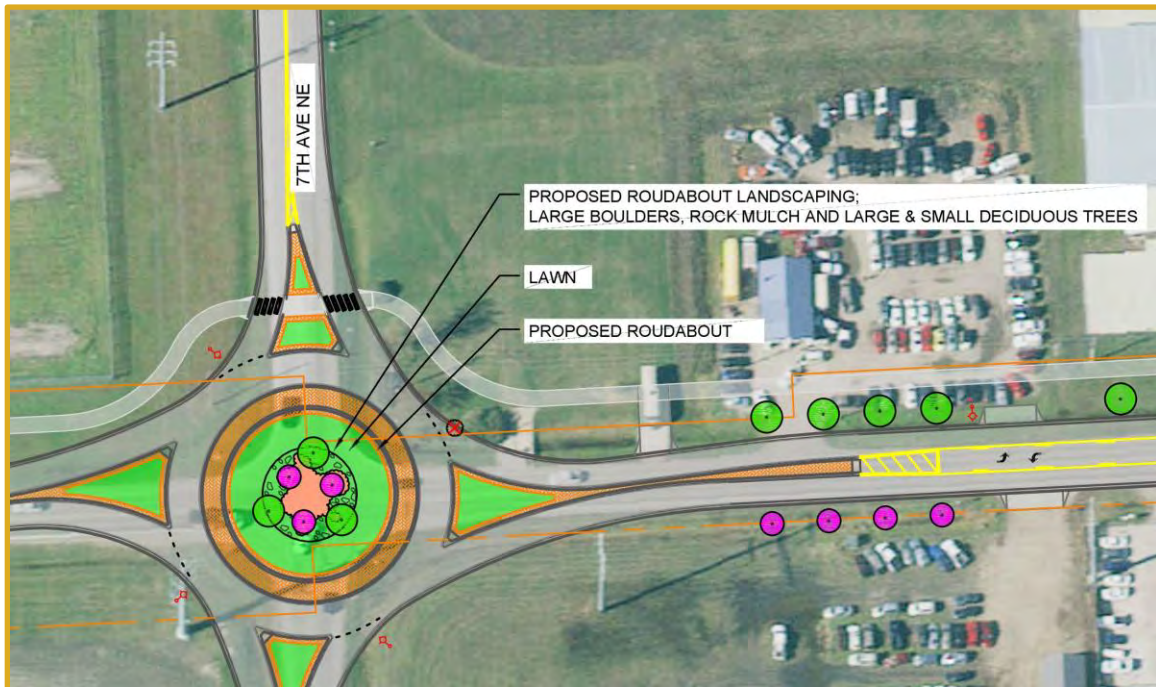 7TH AVE NE
PROPOSED ROUDABOUT LANDSCAPING;
LARGE BOULDERS, ROCK MULCH AND LARGE & SMALL DECIDUOUS TREES
LAWN
PROPOSED ROUDABOUT